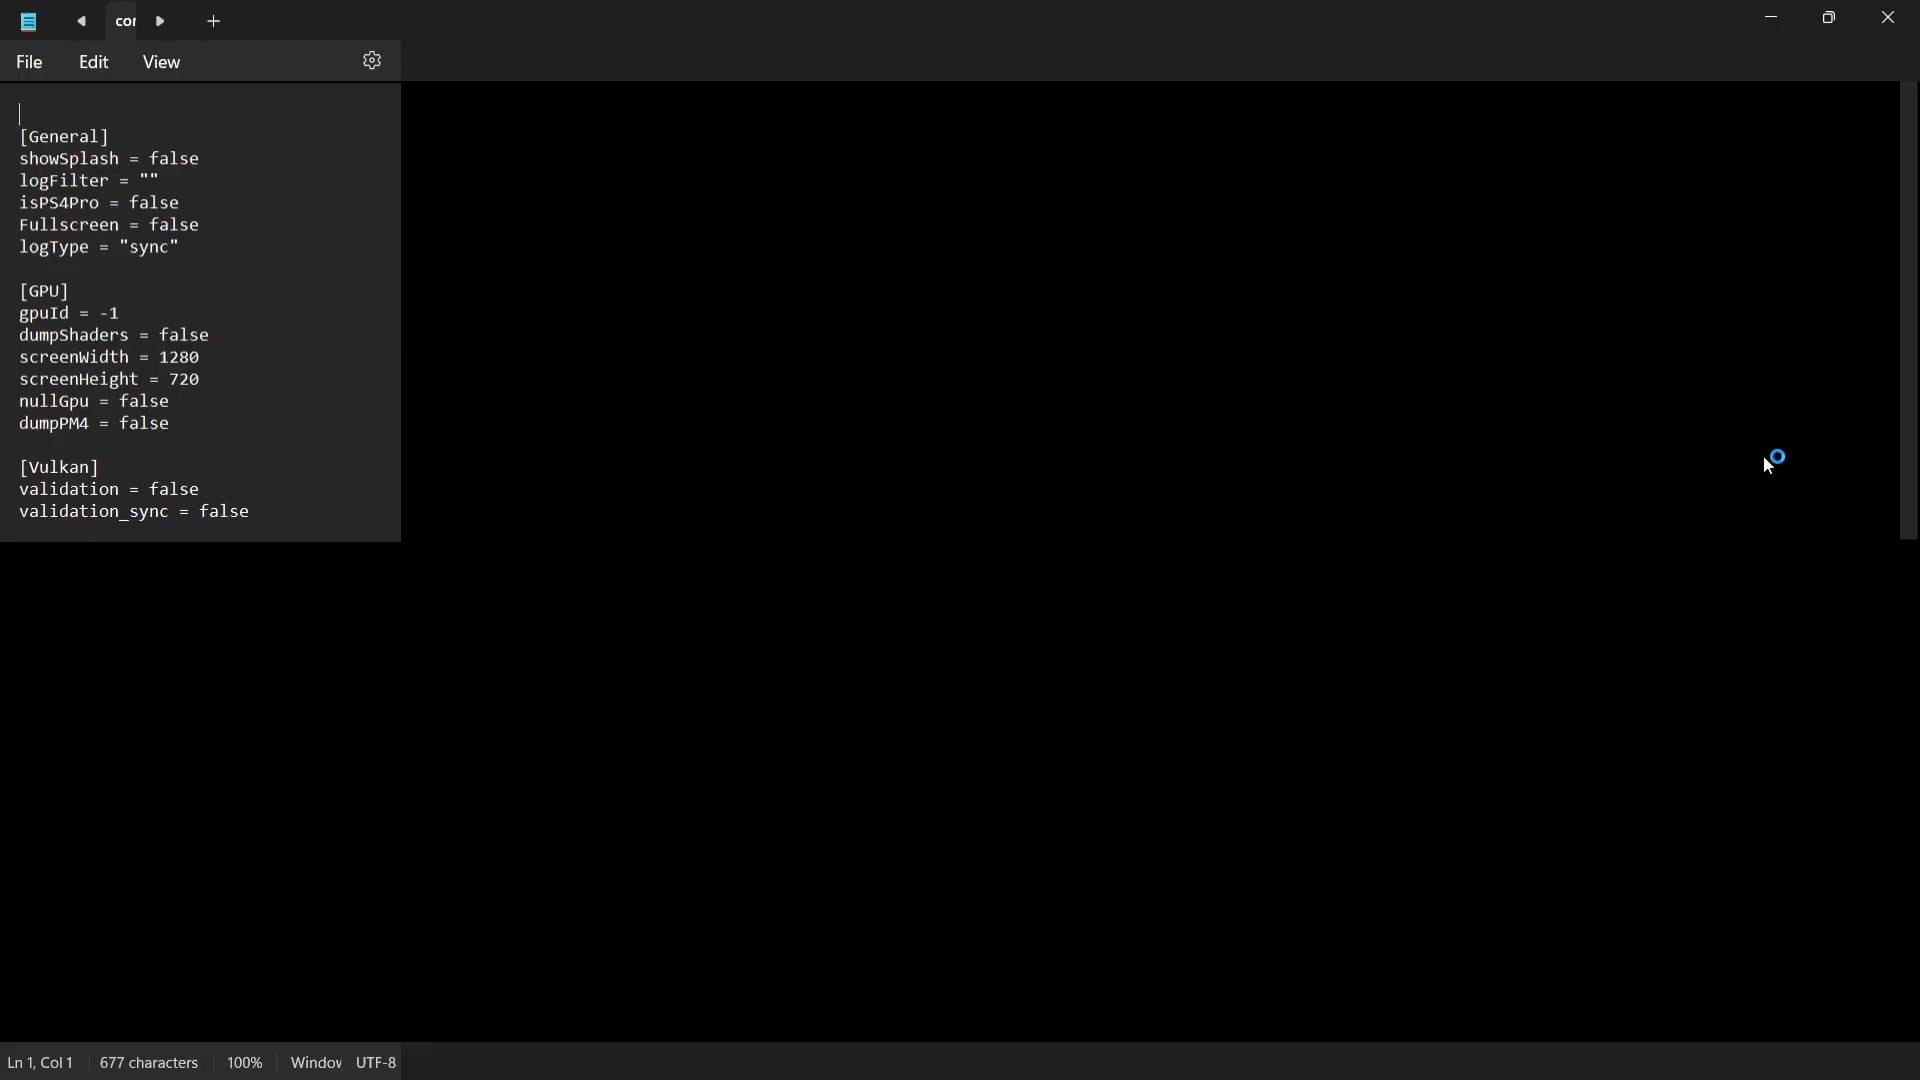 cor
File Edit View
[General]
showSplash = false
logFilter = ""
isPS4Pro = false
Fullscreen = false
logType = "sync"
[GPU]
gpuId = -1
dumpShaders = false
screenWidth = 1280
screenHeight = 720
nullGpu = false
dumpPM4 = false
[Vulkan]
validation = false
validation_sync = false
Ln 1, Col 1 677 characters 100% Window UTF-8